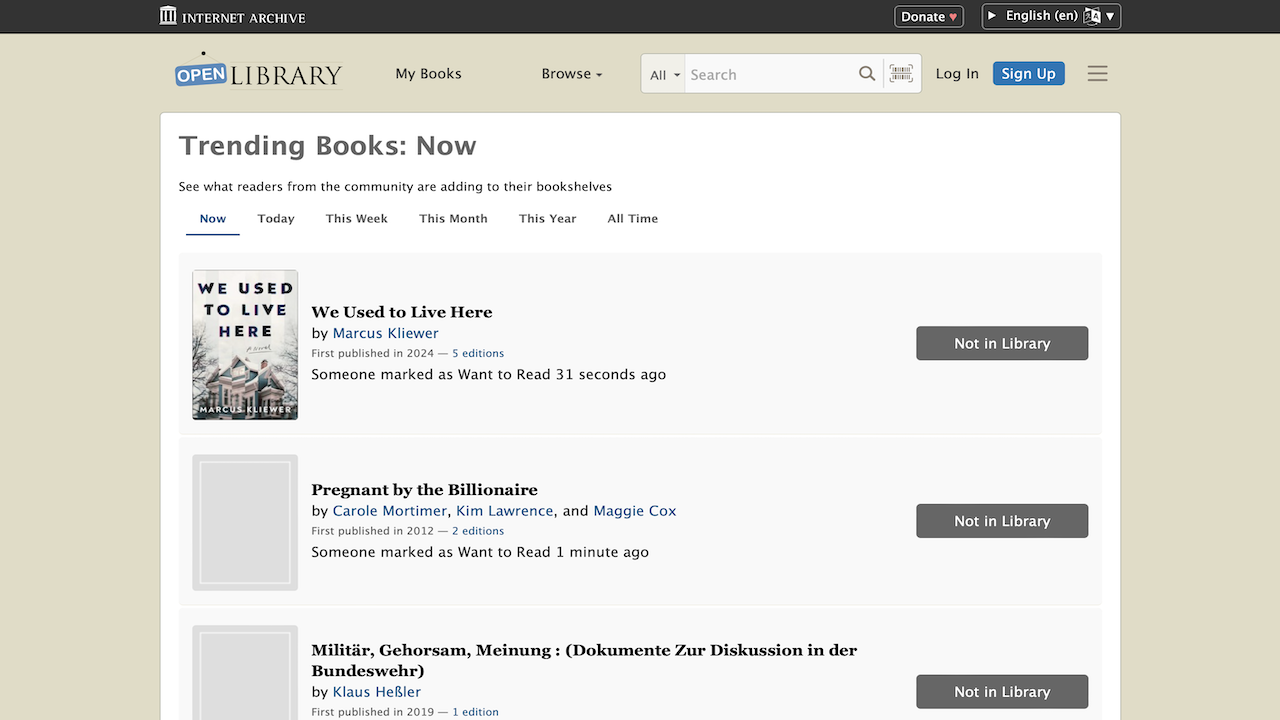 INTERNET ARCHIVE
Donate ♥
English (en)
OPEN LIBRARY
My Books
Browse
All
Search
Log In
Sign Up
Trending Books: Now
See what readers from the community are adding to their bookshelves
Now Today This Week This Month This Year All Time
WE USED
TO LIVE
HERE
a novel
MARCUS KLIEWER
We Used to Live Here
by Marcus Kliewer
First published in 2024 — 5 editions
Someone marked as Want to Read 31 seconds ago
Not in Library
Pregnant by the Billionaire
by Carole Mortimer, Kim Lawrence, and Maggie Cox
First published in 2012 — 2 editions
Someone marked as Want to Read 1 minute ago
Not in Library
Militär, Gehorsam, Meinung : (Dokumente Zur Diskussion in der
Bundeswehr)
by Klaus Heßler
First published in 2019 — 1 edition
Not in Library